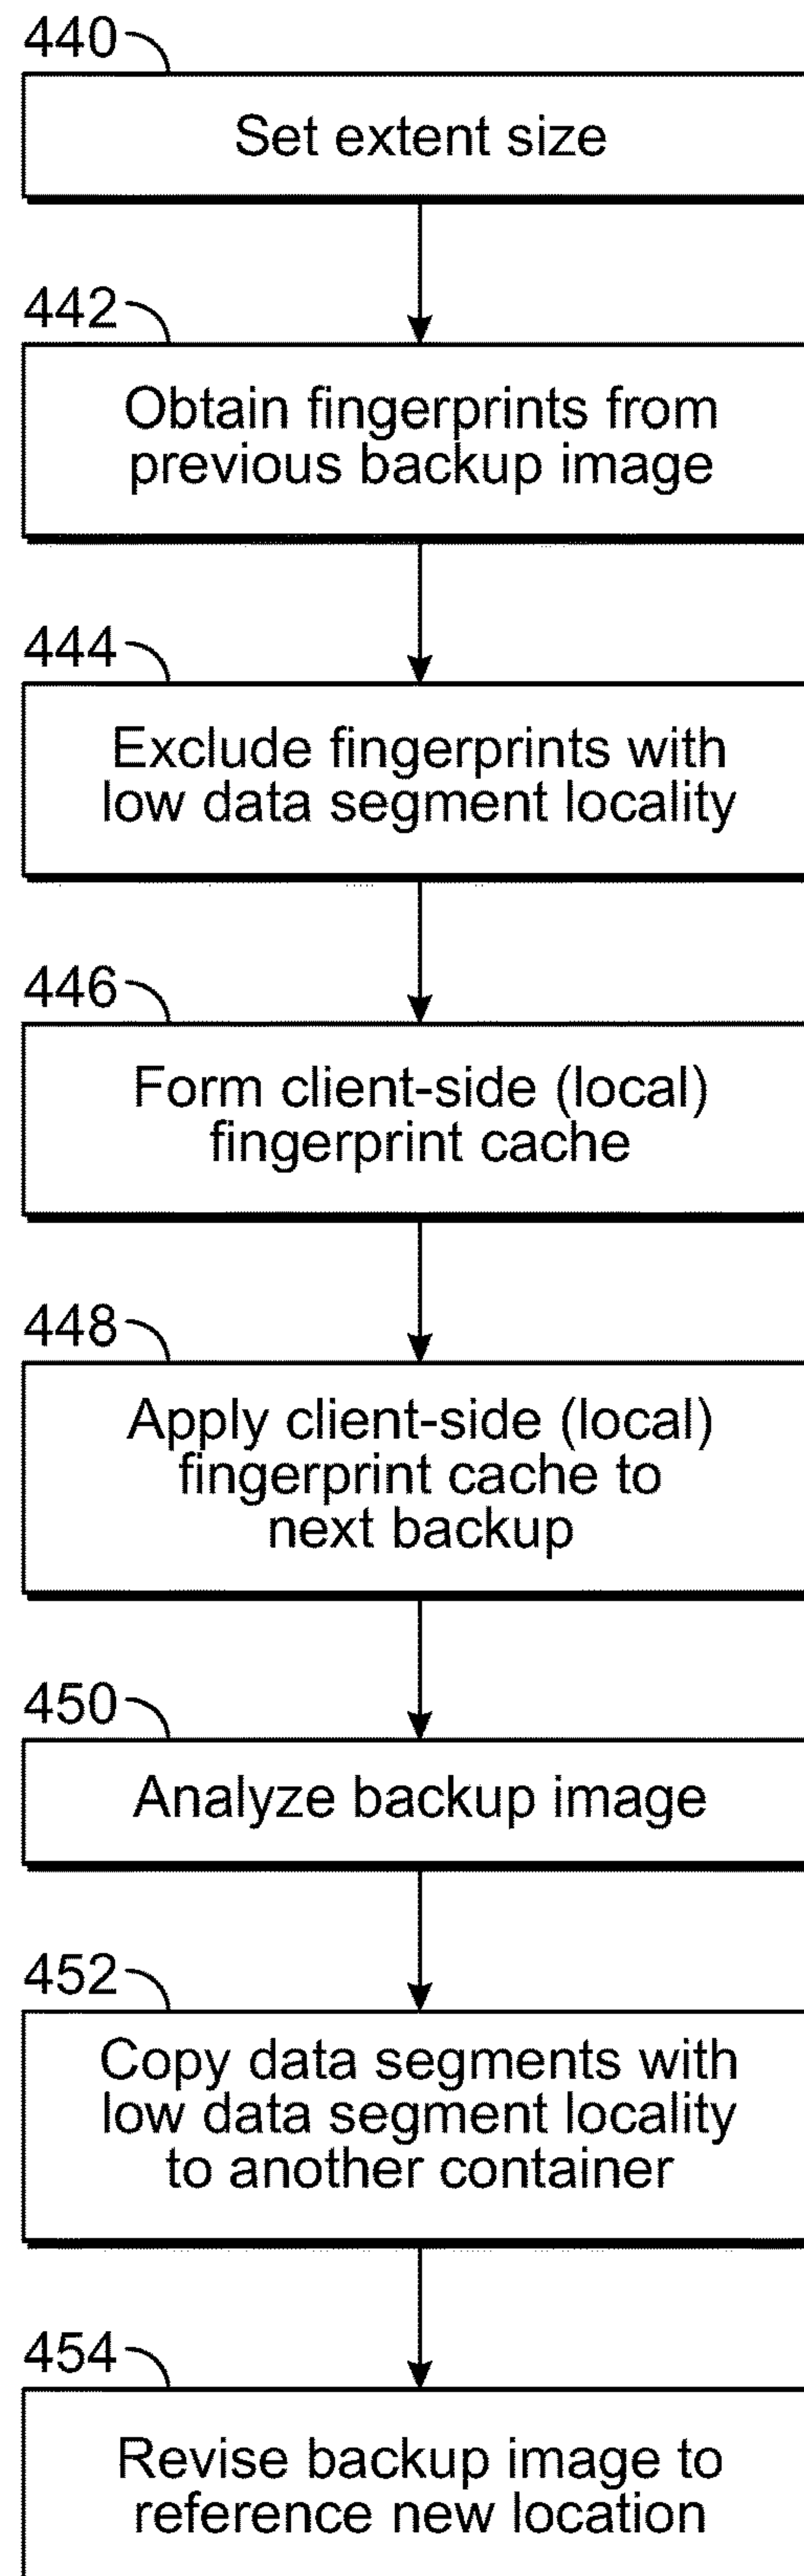 440
Set extent size
442
Obtain fingerprints from
previous backup image
444
Exclude fingerprints with
low data segment locality
446
Form client-side (local)
fingerprint cache
448
Apply client-side (local)
fingerprint cache to
next backup
450
Analyze backup image
452
Copy data segments with
low data segment locality
to another container
454
Revise backup image to
reference new location